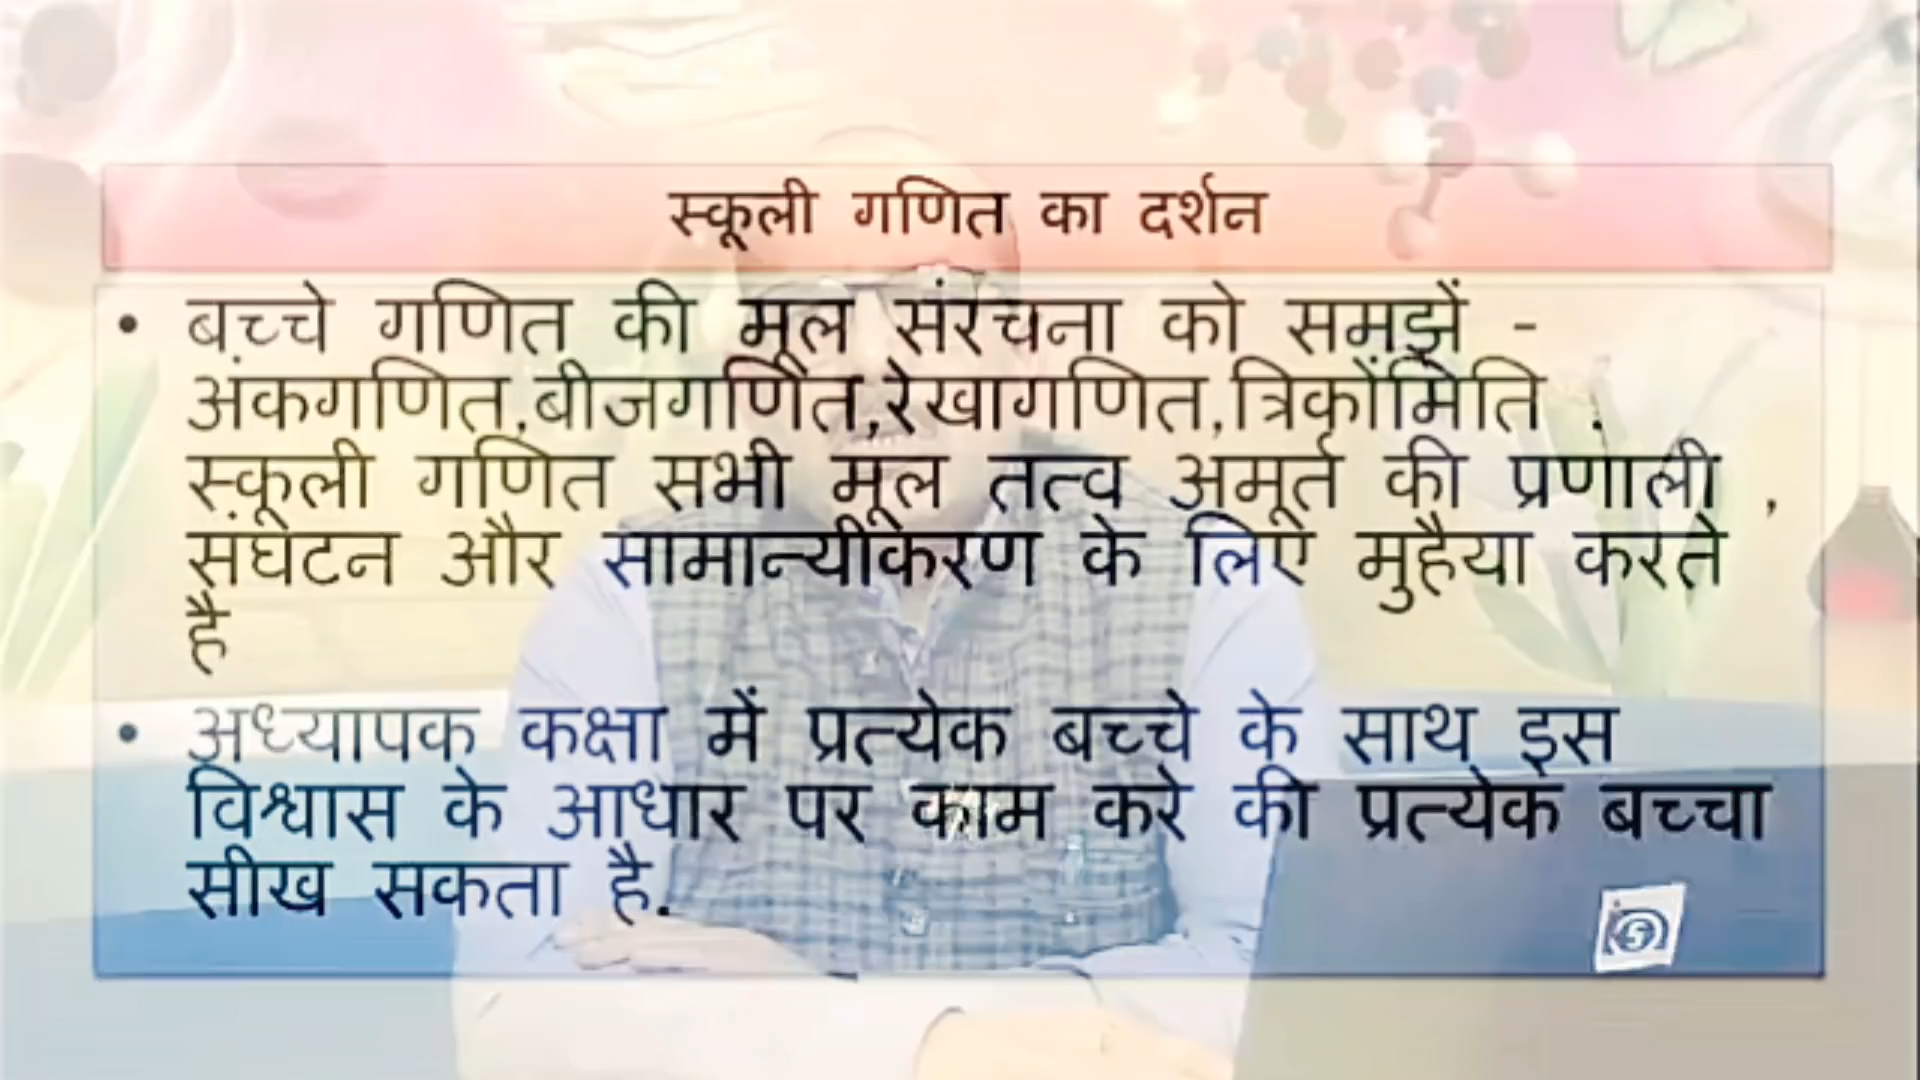 स्कूली गणित का दर्शन
• बच्चे गणित की मूल संरचना को समझें -
अंकगणित,बीजगणित,रेखागणित,त्रिकोंमिति .
स्कूली गणित सभी मूल तत्व अमूर्त की प्रणाली ,
संघटन और सामान्यीकरण के लिए मुहैया करते
है
• अध्यापक कक्षा में प्रत्येक बच्चे के साथ इस
विश्वास के आधार पर काम करे की प्रत्येक बच्चा
सीख सकता है.